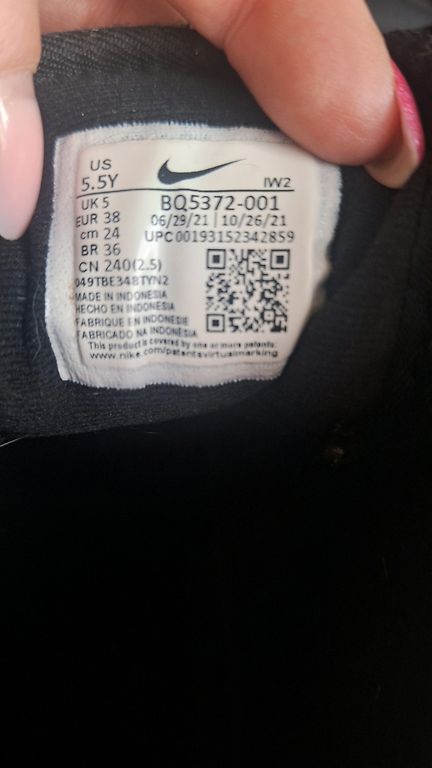 US
5.5Y
IW2
UK 5
BQ5372-001
EUR 38
06/29/21 | 10/26/21
cm 24
UPC 00193152342859
BR 36
CN 240(2.5)
049TBE348TYN2
MADE IN INDONESIA
HECHO EN INDONESIA
FABRIQUE EN INDONESIE
FABRICADO NA INDONESIA
This product is covered by one or more patents:
www.nike.com/patentsvirtualmarking